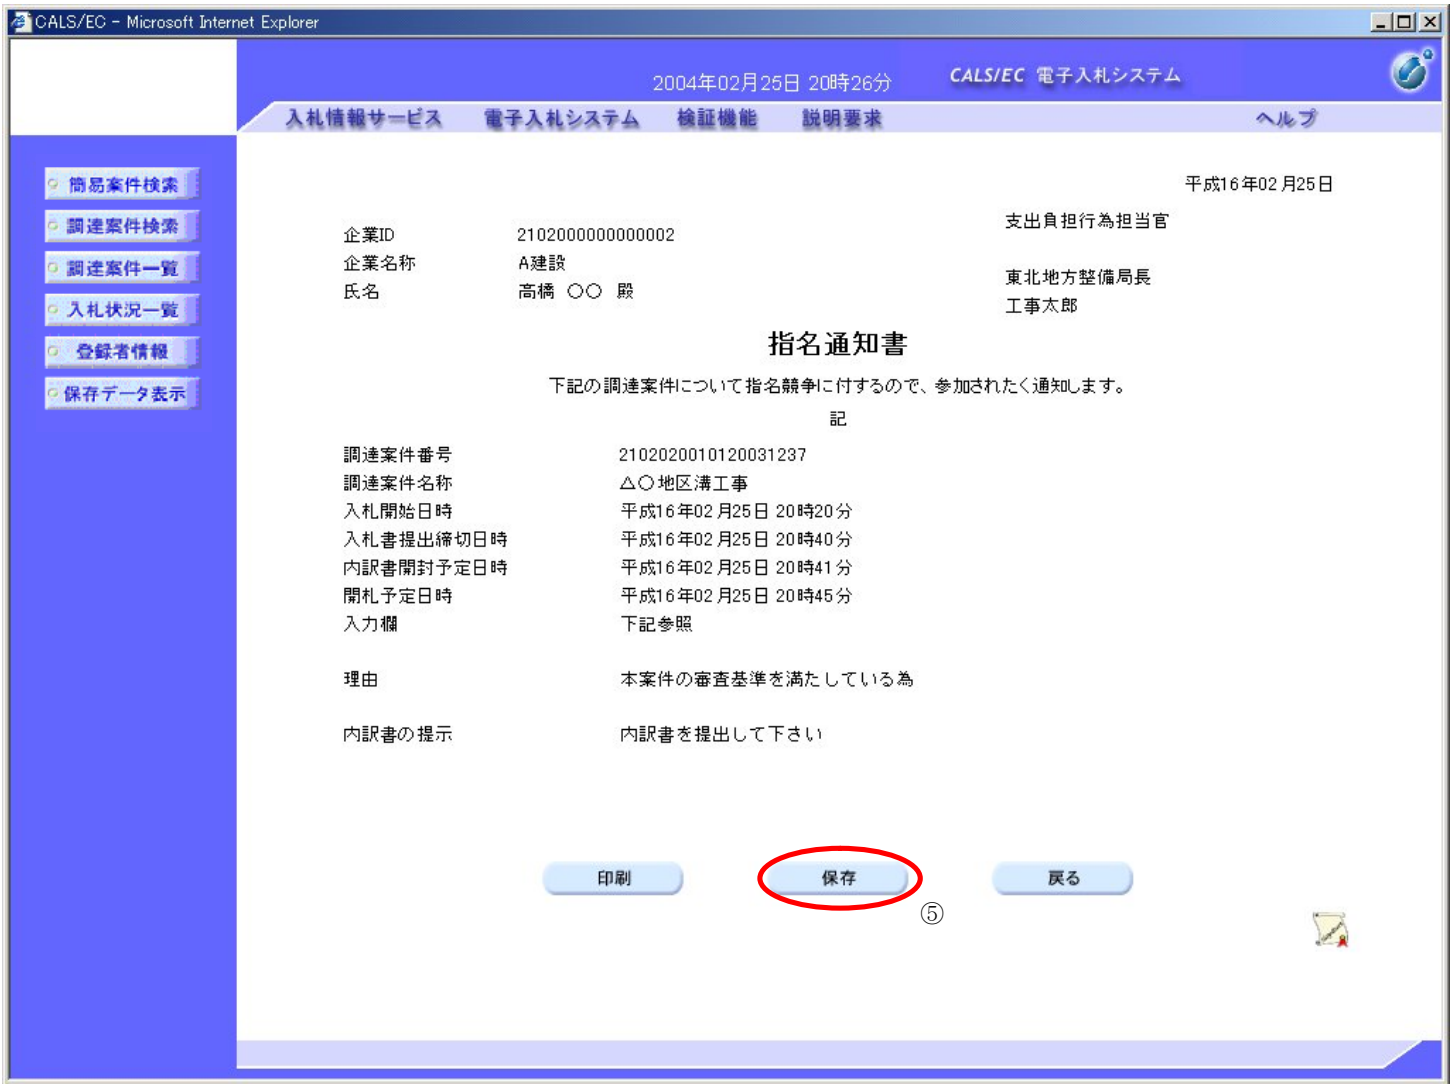 CALS/EC - Microsoft Internet Explorer
2004年02月25日 20時26分
CALS/EC 電子入札システム
入札情報サービス 電子入札システム 検証機能 説明要求 ヘルプ
簡易案件検索
調達案件検索
調達案件一覧
入札状況一覧
登録者情報
保存データ表示
平成16年02月25日
支出負担行為担当官
企業ID 2102000000000002
企業名称 A建設
東北地方整備局長
氏名 高橋 〇〇 殿
工事太郎
指名通知書
下記の調達案件について指名競争に付するので、参加されたく通知します。
記
調達案件番号 2102020010120031237
調達案件名称 △〇地区溝工事
入札開始日時 平成16年02月25日 20時20分
入札書提出締切日時 平成16年02月25日 20時40分
内訳書開封予定日時 平成16年02月25日 20時41分
開札予定日時 平成16年02月25日 20時45分
入力欄 下記参照
理由 本案件の審査基準を満たしている為
内訳書の提示 内訳書を提出して下さい
印刷 保存 戻る
⑤